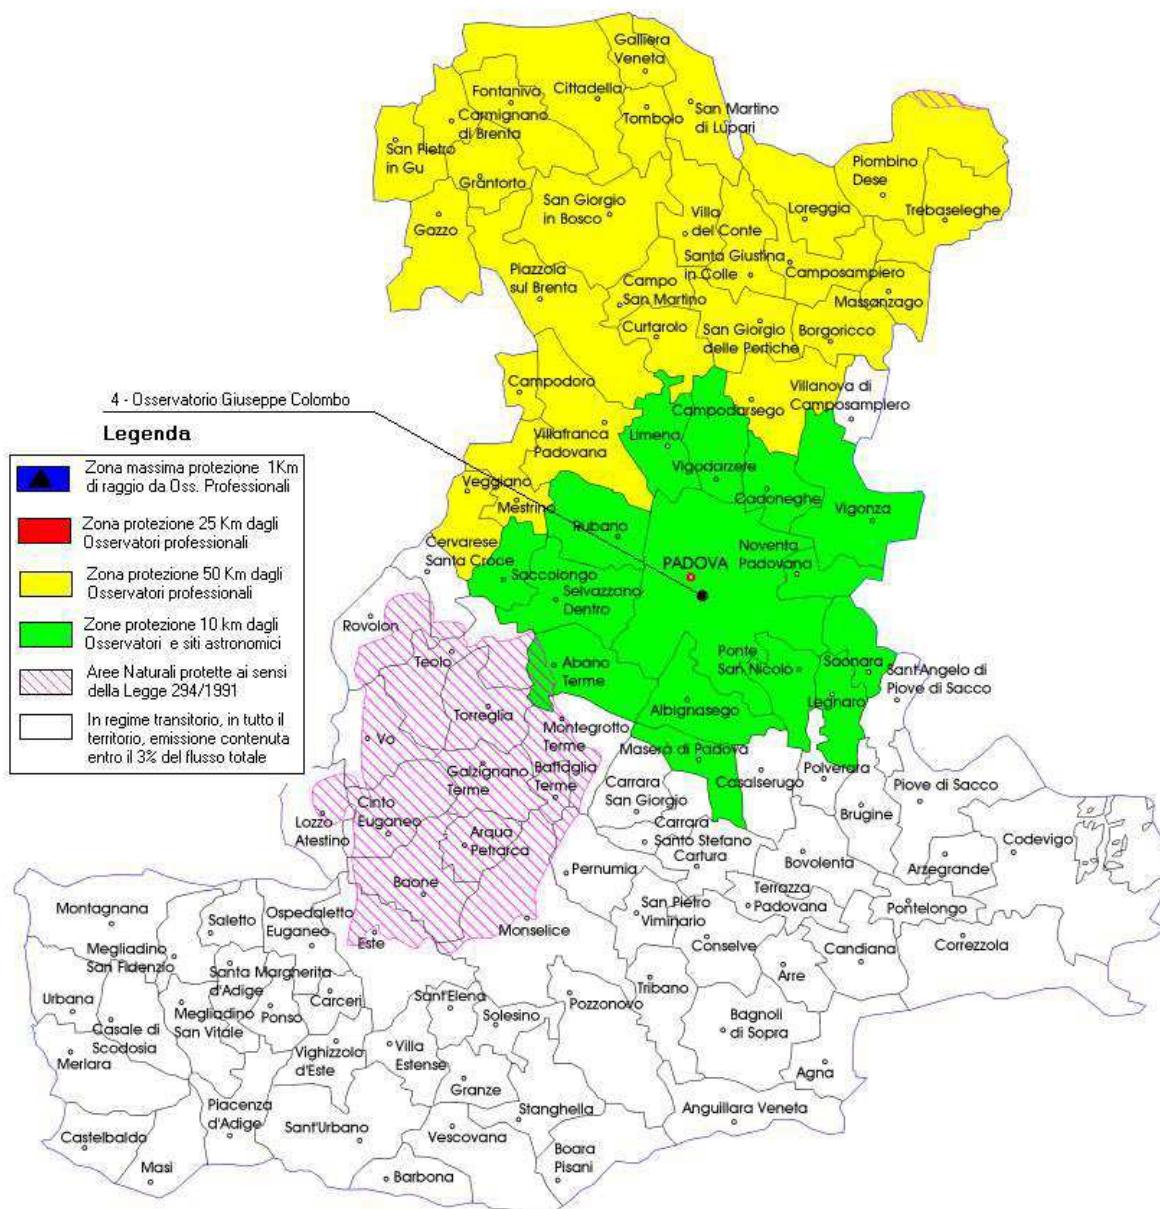 Galliera
Veneta
Fontaniva
Cittadella
Carmignano
di Brenta
Tombolo
San Martino
di Lupari
San Pietro
in Gu
Grantorto
Piombino
Dese
San Giorgio
in Bosco
Villa
del Conte
Loreggia
Trebaseleghe
Gazzo
Santa Giustina
in Colle
Piazzola
sul Brenta
Campo
San Martino
Camposampiero
Massanzago
Curtarolo
San Giorgio
delle Pertiche
Borgoricco
Campodoro
Villanova di
Camposampiero
4 - Osservatorio Giuseppe Colombo
Campodarsego
Legenda
Villafranca
Padovana
Limena
Zona massima protezione 1Km
di raggio da Oss. Professionali
Vigodarzere
Veggiano
Mestrino
Cadoneghe
Vigonza
Zona protezione 25 Km dagli
Osservatori professionali
Rubano
Cervarese
Santa Croce
Noventa
Padovana
PADOVA
Zona protezione 50 Km dagli
Osservatori professionali
Saccolongo
Selvazzano
Dentro
Zone protezione 10 km dagli
Osservatori e siti astronomici
Rovolon
Teolo
Abano
Terme
Ponte
San Nicolo
Saonara
Sant'Angelo di
Piove di Sacco
Aree Naturali protette ai sensi
della Legge 294/1991
Legnaro
Torreglia
Albignasego
Montegrotto
Terme
In regime transitorio, in tutto il
territorio, emissione contenuta
entro il 3% del flusso totale
Vo
Maserà di Padova
Galzignano
Terme
Battaglia
Terme
Casalserugo
Polverara
Carrara
San Giorgio
Piove di Sacco
Cinto
Euganeo
Brugine
Lozzo
Atestino
Arqua
Petrarca
Carrara
Santo Stefano
Codevigo
Cartura
Bovolenta
Arzegrande
Pernumia
Baone
Terrazza
Padovana
San Pietro
Viminario
Pontelongo
Montagnana
Saletto
Ospedaletto
Euganeo
Monselice
Este
Conselve
Candiana
Correzzola
Megliadino
San Fidenzio
Santa Margherita
d'Adige
Arre
Tribano
Urbana
Carceri
Sant'Elena
Pozzonovo
Megliadino
San Vitale
Ponso
Solesino
Bagnoli
di Sopra
Casale di
Scodosia
Merlara
Vighizzolo
d'Este
Villa
Estense
Agna
Granze
Piacenza
d'Adige
Stanghella
Anguillara Veneta
Castelbaldo
Sant'Urbano
Vescovana
Boara
Pisani
Masi
Barbona